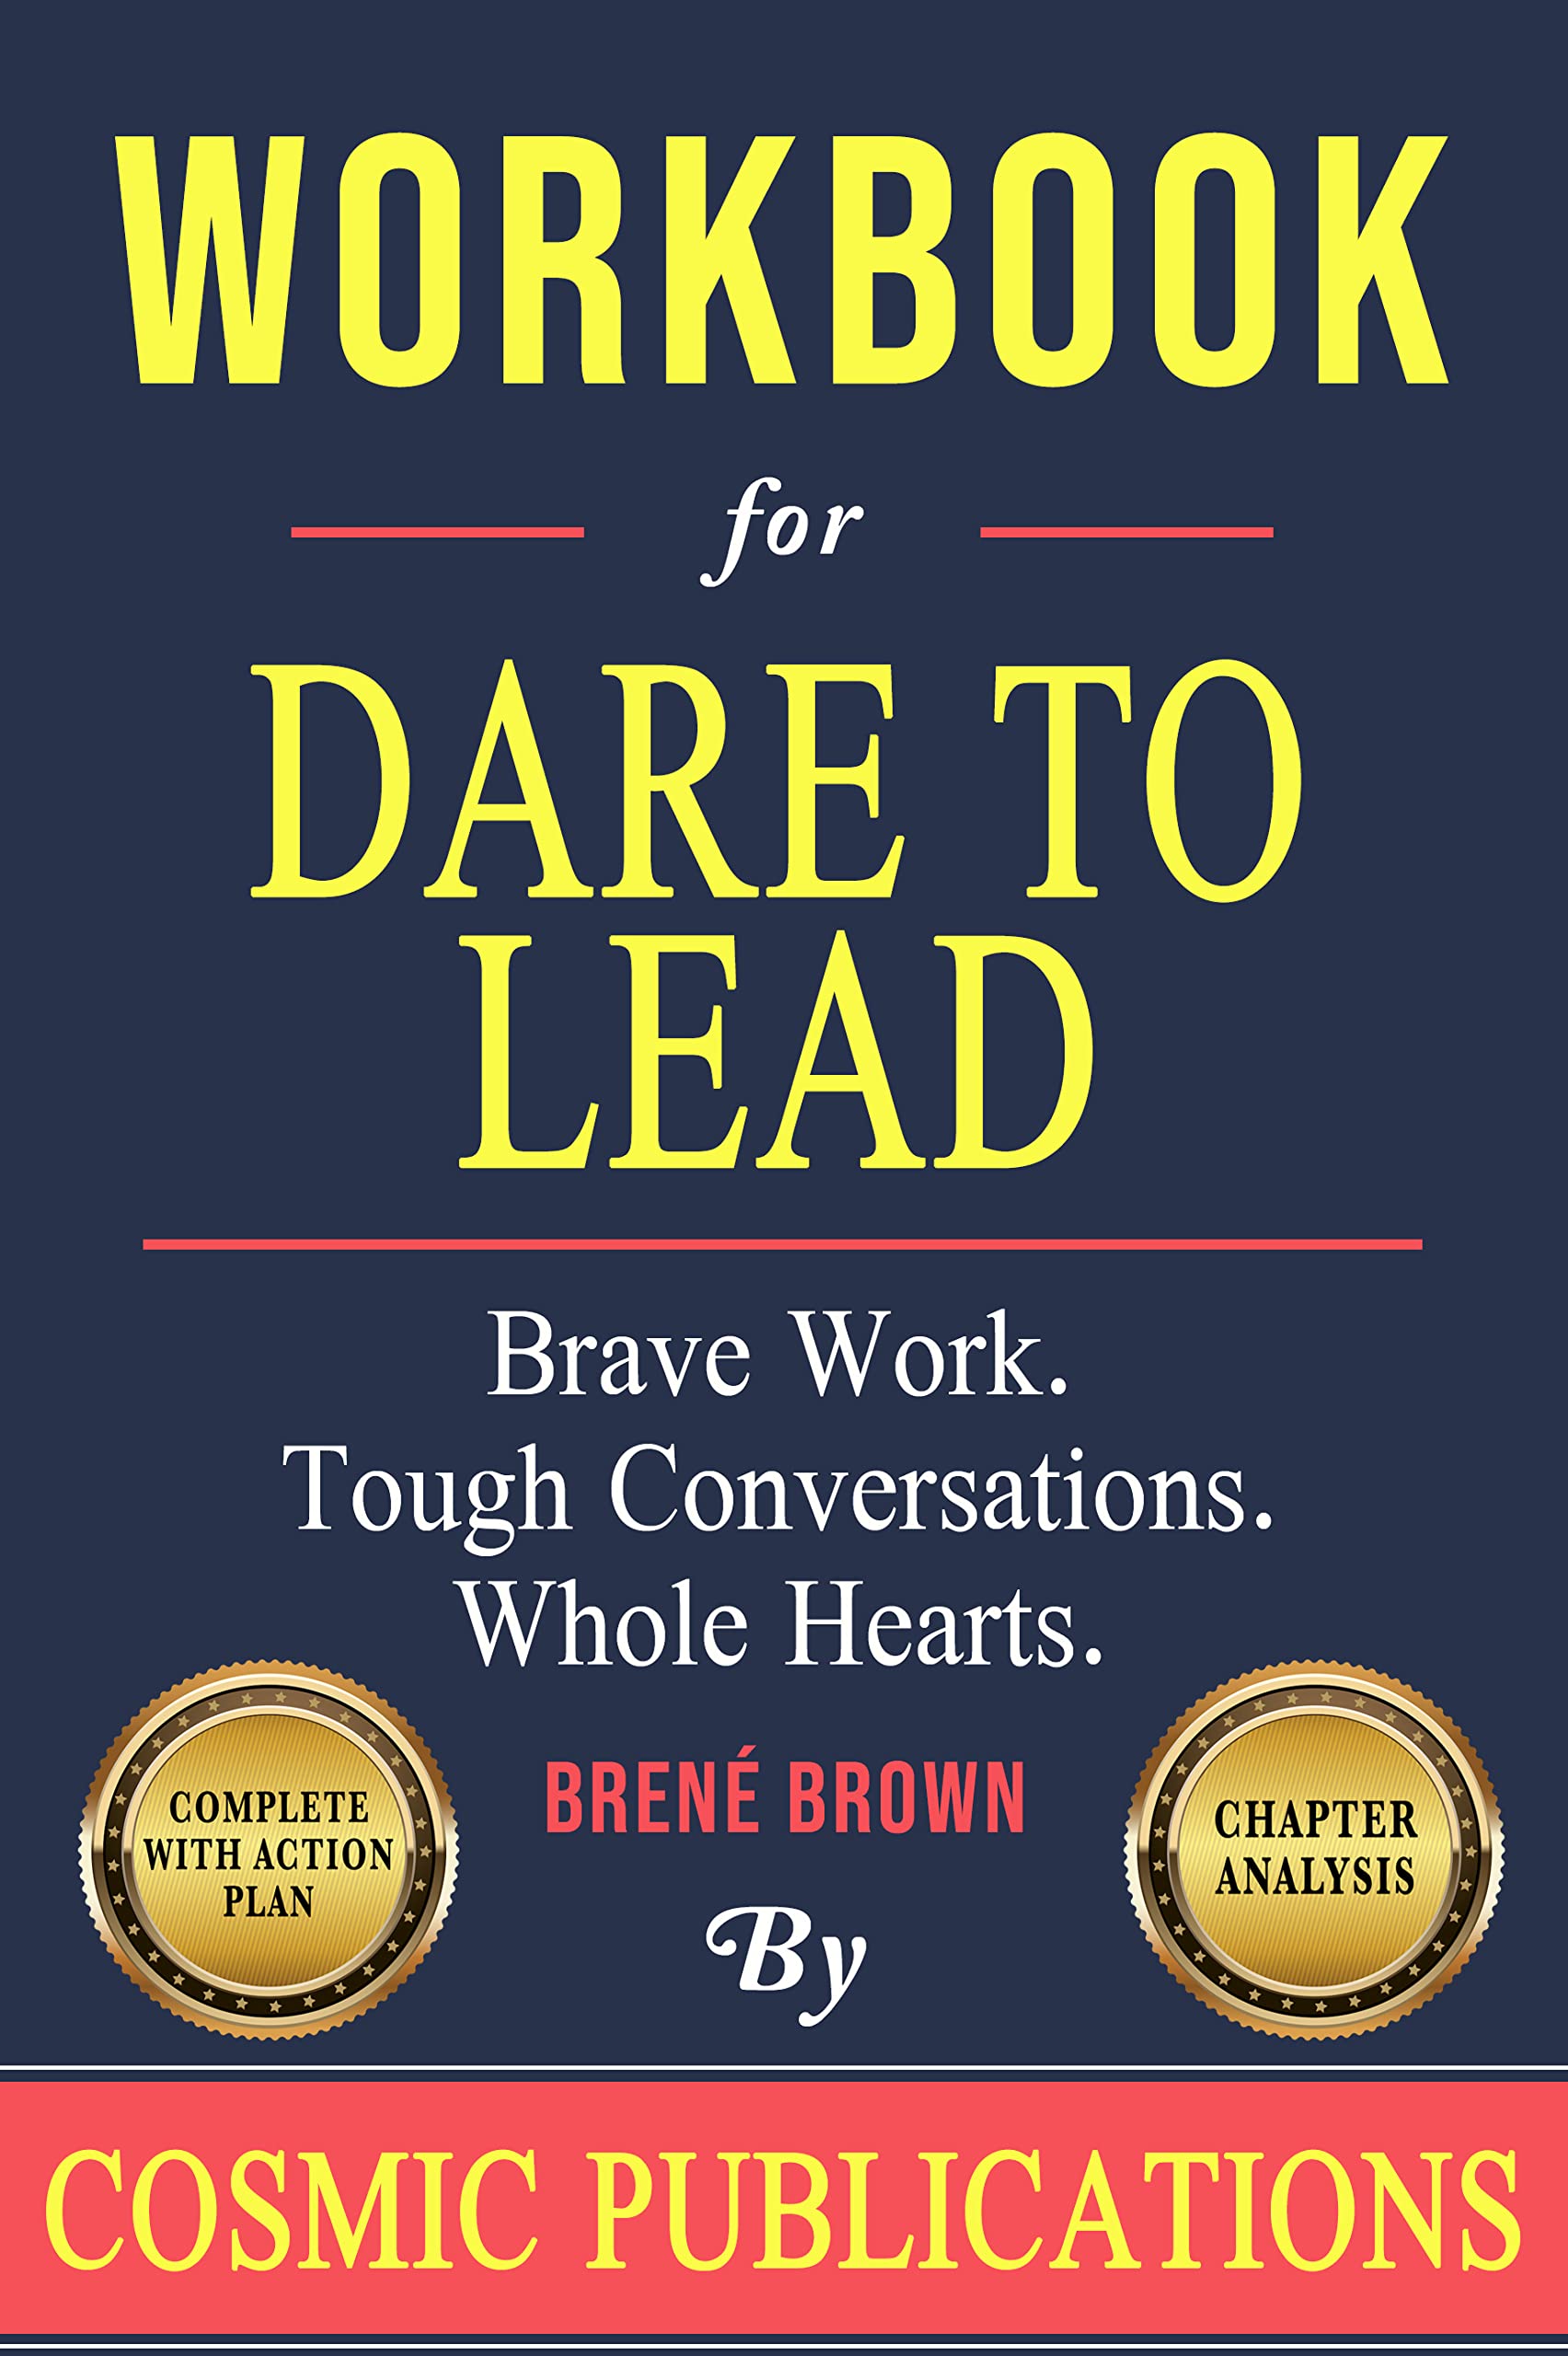 WORKBOOK
for
DARE TO
LEAD
Brave Work.
Tough Conversations.
Whole Hearts.
COMPLETE
WITH ACTION
PLAN
BRENÉ BROWN
CHAPTER
ANALYSIS
By
COSMIC PUBLICATIONS